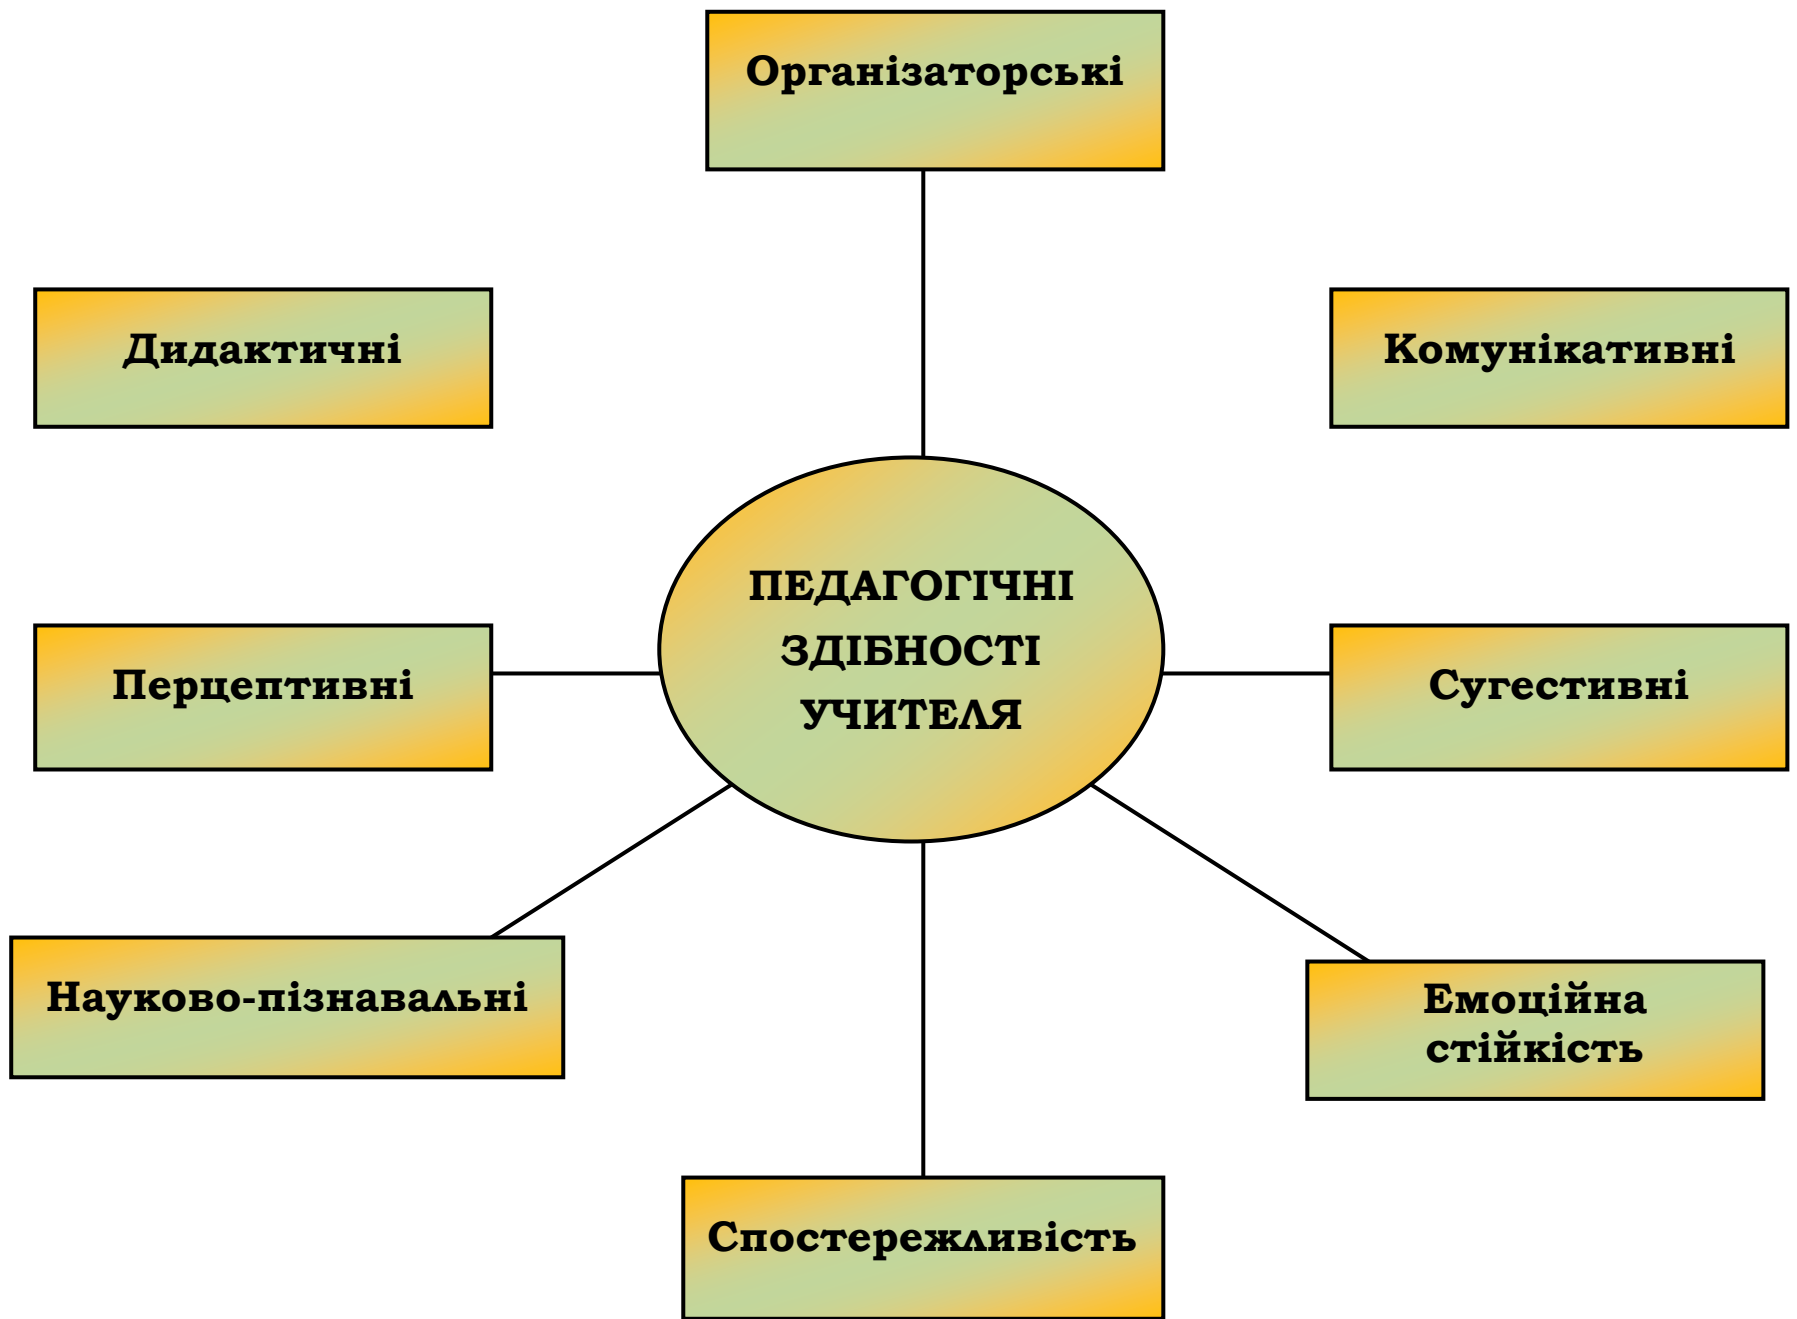 Організаторські
Дидактичні
Комунікативні
ПЕДАГОГІЧНІ
ЗДІБНОСТІ
УЧИТЕЛЯ
Перцептивні
Сугестивні
Науково-пізнавальні
Емоційна
стійкість
Спостережливість